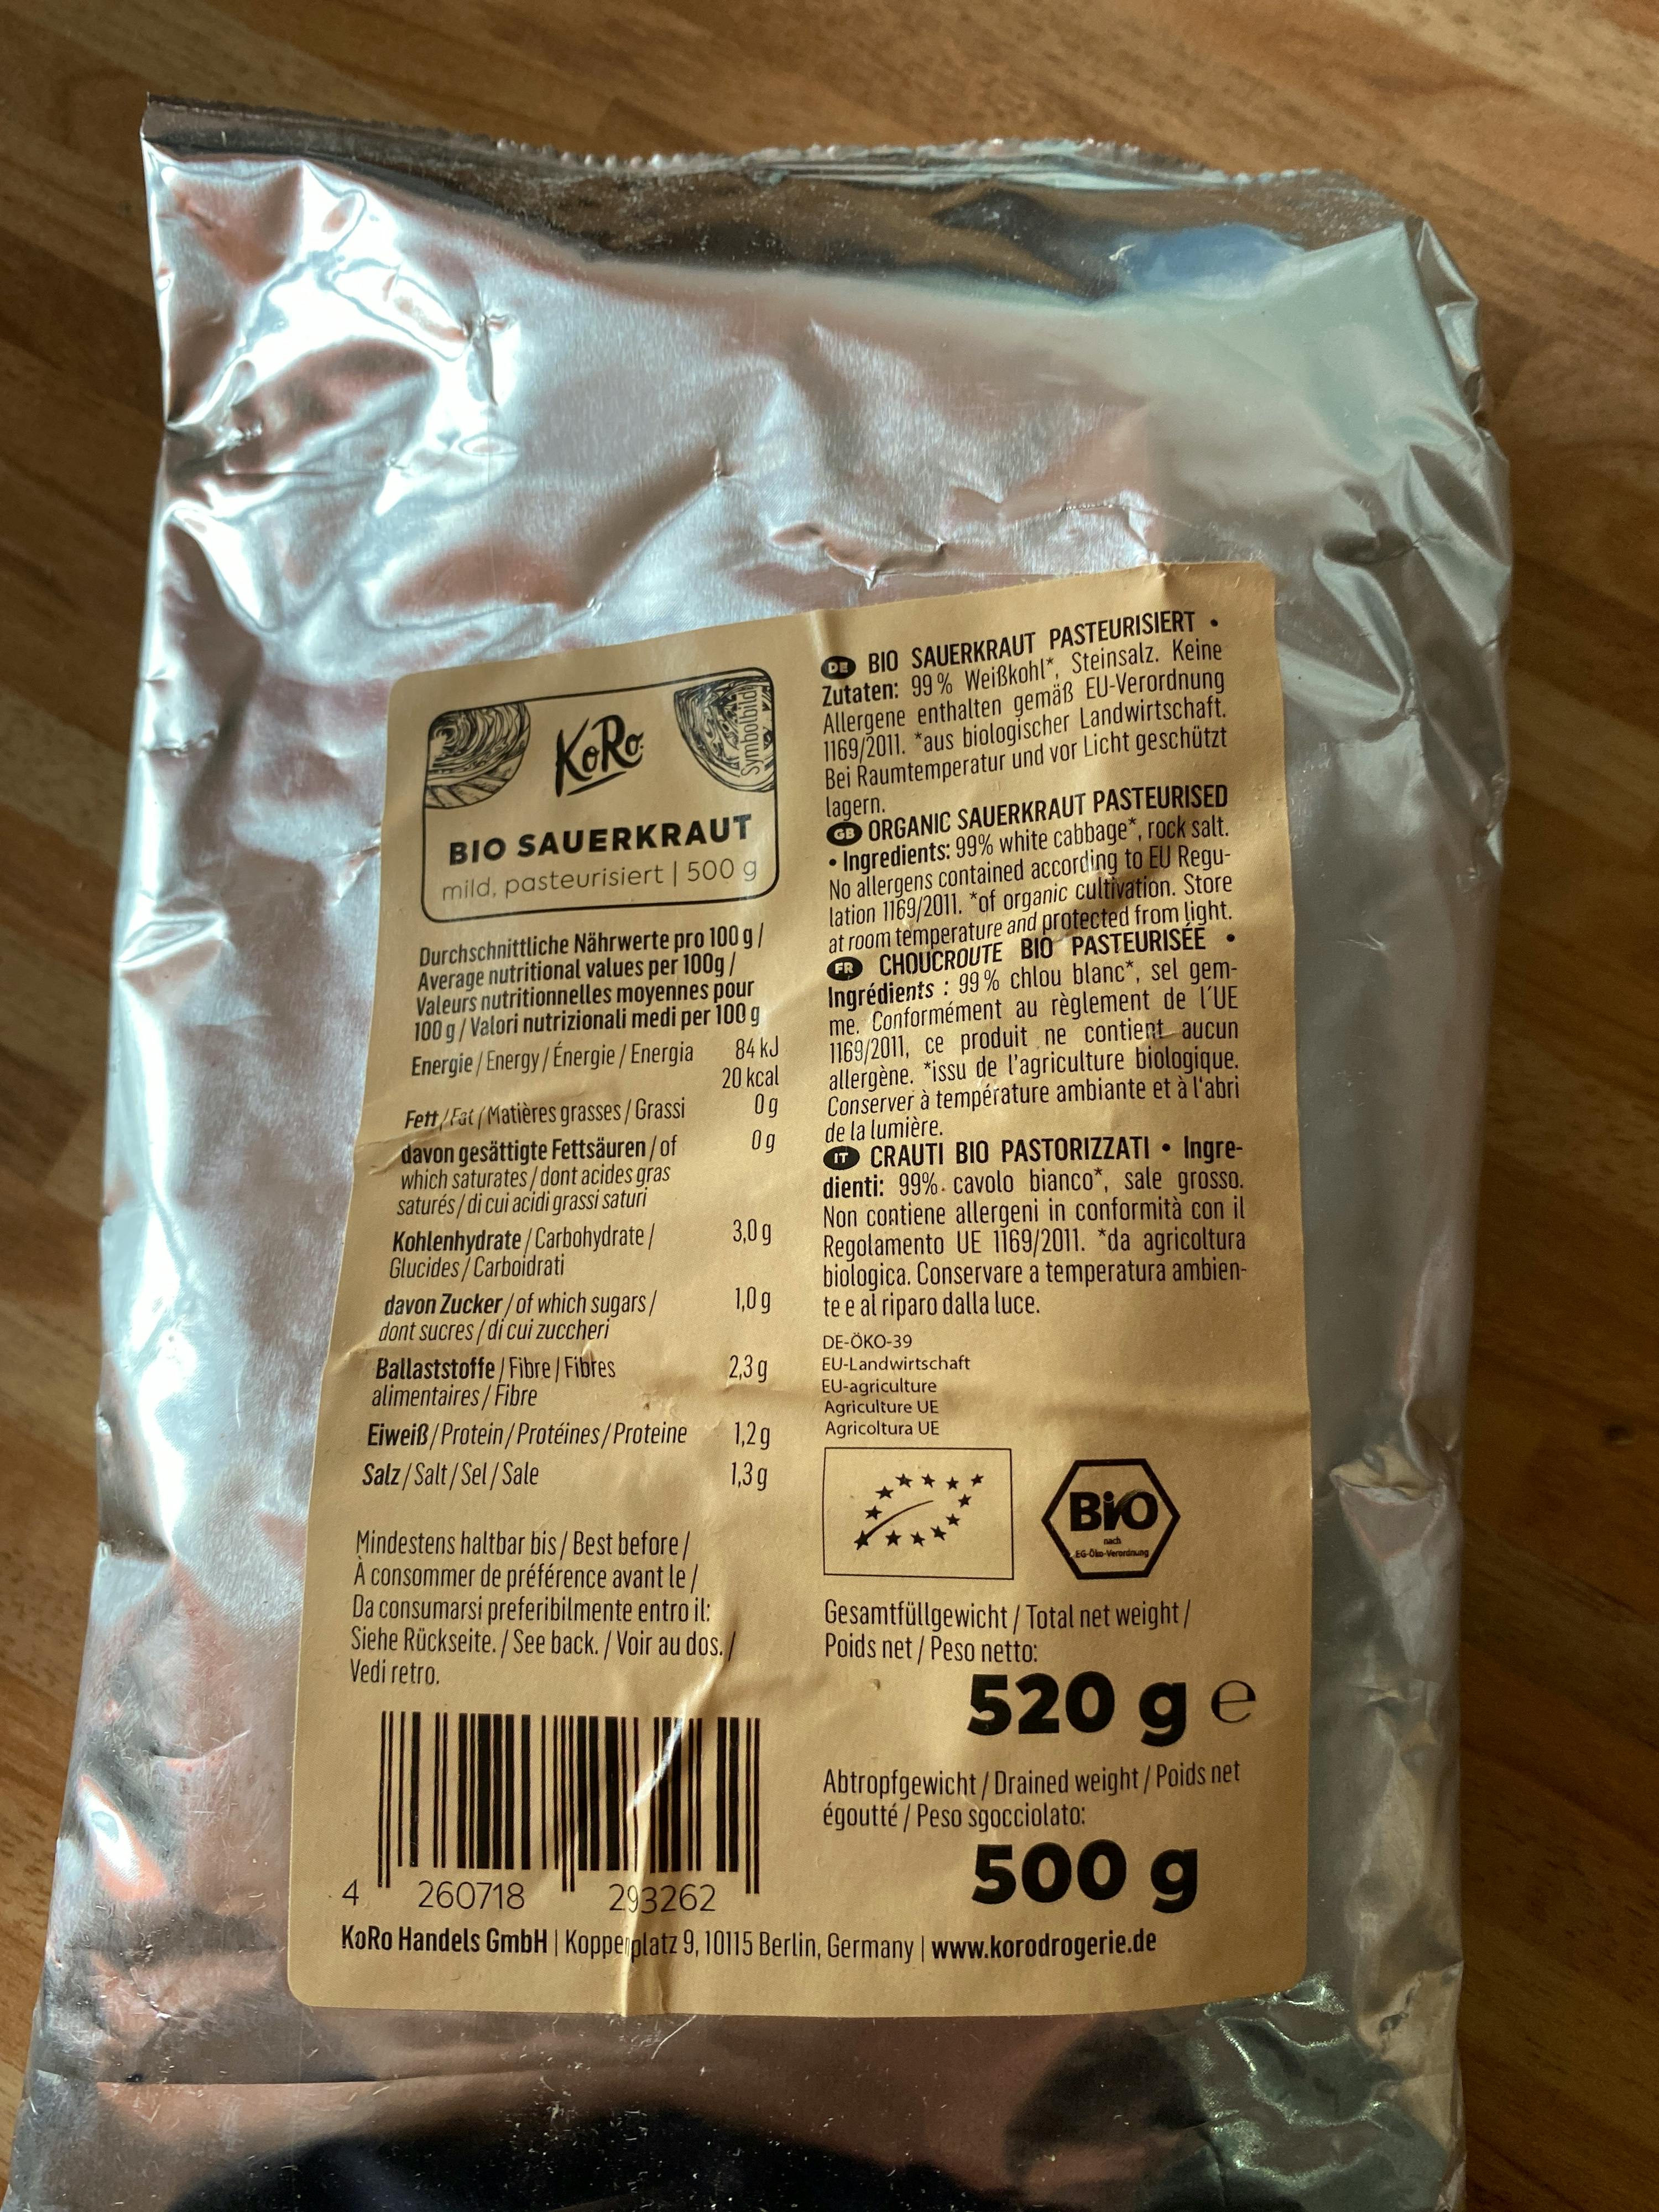 KoRo
Symbolbild
BIO SAUERKRAUT
mild, pasteurisiert | 500 g
Durchschnittliche Nährwerte pro 100 g /
Average nutritional values per 100g /
Valeurs nutritionnelles moyennes pour
100 g / Valori nutrizionali medi per 100 g
Energie / Energy / Énergie / Energia 84 kJ
20 kcal
Fett / Fat / Matières grasses / Grassi 0 g
davon gesättigte Fettsäuren / of 0 g
which saturates / dont acides gras
saturés / di cui acidi grassi saturi
Kohlenhydrate / Carbohydrate / 3,0 g
Glucides / Carboidrati
davon Zucker / of which sugars / 1,0 g
dont sucres / di cui zuccheri
Ballaststoffe / Fibre / Fibres 2,3 g
alimentaires / Fibre
Eiweiß / Protein / Protéines / Proteine 1,2 g
Salz / Salt / Sel / Sale 1,3 g
Mindestens haltbar bis / Best before /
À consommer de préférence avant le /
Da consumarsi preferibilmente entro il:
Siehe Rückseite. / See back. / Voir au dos. /
Vedi retro.
4 260718 293262
DE BIO SAUERKRAUT PASTEURISIERT •
Zutaten: 99 % Weißkohl*, Steinsalz. Keine
Allergene enthalten gemäß EU-Verordnung
1169/2011. *aus biologischer Landwirtschaft.
Bei Raumtemperatur und vor Licht geschützt
lagern.
GB ORGANIC SAUERKRAUT PASTEURISED
• Ingredients: 99% white cabbage*, rock salt.
No allergens contained according to EU Regu-
lation 1169/2011. *of organic cultivation. Store
at room temperature and protected from light.
FR CHOUCROUTE BIO PASTEURISÉE •
Ingrédients : 99 % chlou blanc*, sel gem-
me. Conformément au règlement de l'UE
1169/2011, ce produit ne contient aucun
allergène. *issu de l'agriculture biologique.
Conserver à température ambiante et à l'abri
de la lumière.
IT CRAUTI BIO PASTORIZZATI • Ingre-
dienti: 99%. cavolo bianco*, sale grosso.
Non contiene allergeni in conformità con il
Regolamento UE 1169/2011. *da agricoltura
biologica. Conservare a temperatura ambien-
te e al riparo dalla luce.
DE-ÖKO-39
EU-Landwirtschaft
EU-agriculture
Agriculture UE
Agricoltura UE
BiO
nach
EG-Öko-Verordnung
Gesamtfüllgewicht / Total net weight /
Poids net / Peso netto:
520 g e
Abtropfgewicht / Drained weight / Poids net
égoutté / Peso sgocciolato:
500 g
KoRo Handels GmbH | Koppenplatz 9, 10115 Berlin, Germany | www.korodrogerie.de